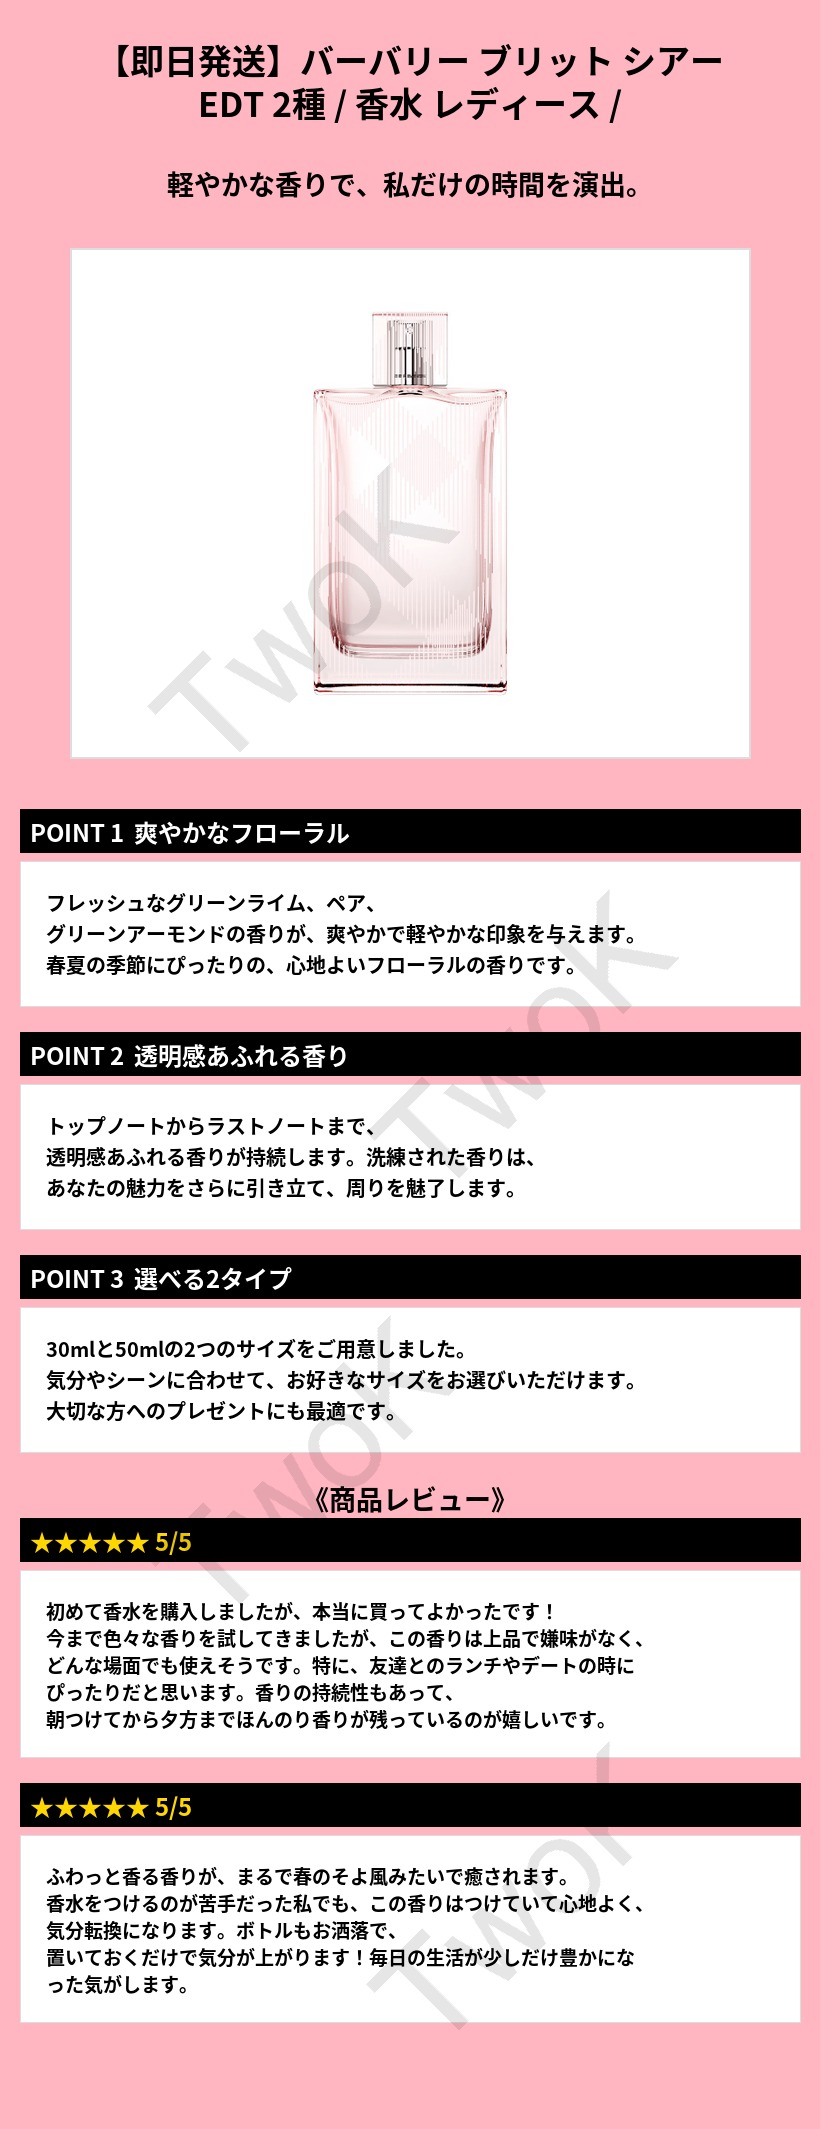 【即日発送】バーバリー ブリット シアー
EDT 2種 / 香水 レディース /
軽やかな香りで、私だけの時間を演出。
TwoK
POINT 1 爽やかなフローラル
フレッシュなグリーンライム、ペア、
グリーンアーモンドの香りが、爽やかで軽やかな印象を与えます。
春夏の季節にぴったりの、心地よいフローラルの香りです。
TwoK
POINT 2 透明感あふれる香り
トップノートからラストノートまで、
透明感あふれる香りが持続します。洗練された香りは、
あなたの魅力をさらに引き立て、周りを魅了します。
POINT 3 選べる2タイプ
30mlと50mlの2つのサイズをご用意しました。
気分やシーンに合わせて、お好きなサイズをお選びいただけます。
大切な方へのプレゼントにも最適です。
TwoK
《商品レビュー》
★★★★★ 5/5
初めて香水を購入しましたが、本当に買ってよかったです！
今まで色々な香りを試してきましたが、この香りは上品で嫌味がなく、
どんな場面でも使えそうです。特に、友達とのランチやデートの時に
ぴったりだと思います。香りの持続性もあって、
朝つけてから夕方までほんのり香りが残っているのが嬉しいです。
★★★★★ 5/5
ふわっと香る香りが、まるで春のそよ風みたいで癒されます。
香水をつけるのが苦手だった私でも、この香りはつけていて心地よく、
気分転換になります。ボトルもお洒落で、
置いておくだけで気分が上がります！毎日の生活が少しだけ豊かにな
った気がします。
TwoK